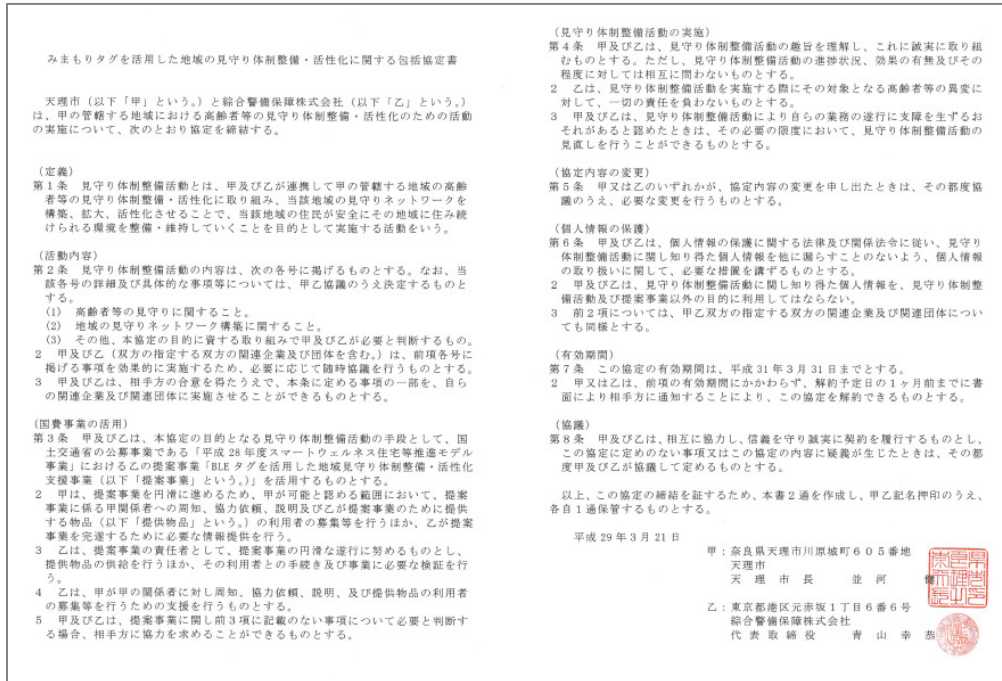 みまもりタグを活用した地域の見守り体制整備・活性化に関する包括協定書
天理市（以下「甲」という。）と綜合警備保障株式会社（以下「乙」という。）
は、甲の管轄する地域における高齢者等の見守り体制整備・活性化のための活動
の実施について、次のとおり協定を締結する。
（定義）
第１条　見守り体制整備活動とは、甲及び乙が連携して甲の管轄する地域の高齢
者等の見守り体制整備・活性化に取り組み、当該地域の見守りネットワークを
構築、拡大、活性化させることで、当該地域の住民が安全にその地域に住み続
けられる環境を整備・維持していくことを目的として実施する活動をいう。
（活動内容）
第２条　見守り体制整備活動の内容は、次の各号に掲げるものとする。なお、当
該各号の詳細及び具体的な事項等については、甲乙協議のうえ決定するものと
する。
(1)　高齢者等の見守りに関すること。
(2)　地域の見守りネットワーク構築に関すること。
(3)　その他、本協定の目的に資する取り組みで甲及び乙が必要と判断するもの。
２　甲及び乙（双方の指定する双方の関連企業及び団体を含む。）は、前項各号に
掲げる事項を効果的に実施するため、必要に応じて随時協議を行うものとする。
３　甲及び乙は、相手方の合意を得たうえで、本条に定める事項の一部を、自ら
の関連企業及び関連団体に実施させることができるものとする。
（国費事業の活用）
第３条　甲及び乙は、本協定の目的となる見守り体制整備活動の手段として、国
土交通省の公募事業である「平成 28 年度スマートウェルネス住宅等推進モデル
事業」における乙の提案事業「BLE タグを活用した地域見守り体制整備・活性化
支援事業（以下「提案事業」という。）」を活用するものとする。
２　甲は、提案事業を円滑に進めるため、甲が可能と認める範囲において、提案
事業に係る甲関係者への周知、協力依頼、説明及び乙が提案事業のために提供
する物品（以下「提供物品」という。）の利用者の募集等を行うほか、乙が提案
事業を完遂するために必要な情報提供を行う。
３　乙は、提案事業の責任者として、提案事業の円滑な遂行に努めるものとし、
提供物品の供給を行うほか、その利用者との手続き及び事業に必要な検証を行
う。
４　乙は、甲が甲の関係者に対し周知、協力依頼、説明、及び提供物品の利用者
の募集等を行うための支援を行うものとする。
５　甲及び乙は、提案事業に関し前３項に記載のない事項について必要と判断す
る場合、相手方に協力を求めることができるものとする。
（見守り体制整備活動の実施）
第４条　甲及び乙は、見守り体制整備活動の趣旨を理解し、これに誠実に取り組
むものとする。ただし、見守り体制整備活動の進捗状況、効果の有無及びその
程度に対しては相互に問わないものとする。
２　乙は、見守り体制整備活動を実施する際にその対象となる高齢者等の異変に
対して、一切の責任を負わないものとする。
３　甲及び乙は、見守り体制整備活動により自らの業務の遂行に支障を生ずるお
それがあると認めたときは、その必要の限度において、見守り体制整備活動の
見直しを行うことができるものとする。
（協定内容の変更）
第５条　甲又は乙のいずれかが、協定内容の変更を申し出たときは、その都度協
議のうえ、必要な変更を行うものとする。
（個人情報の保護）
第６条　甲及び乙は、個人情報の保護に関する法律及び関係法令に従い、見守り
体制整備活動に関し知り得た個人情報を他に漏らすことのないよう、個人情報
の取り扱いに関して、必要な措置を講ずるものとする。
２　甲及び乙は、見守り体制整備活動に関し知り得た個人情報を、見守り体制整
備活動及び提案事業以外の目的に利用してはならない。
３　前２項については、甲乙双方の指定する双方の関連企業及び関連団体につい
ても同様とする。
（有効期間）
第７条　この協定の有効期間は、平成 31 年 3 月 31 日までとする。
２　甲又は乙は、前項の有効期間にかかわらず、解約予定日の１ヶ月前までに書
面により相手方に通知することにより、この協定を解約できるものとする。
（協議）
第８条　甲及び乙は、相互に協力し、信義を守り誠実に契約を履行するものとし、
この協定に定めのない事項又はこの協定の内容に疑義が生じたときは、その都
度甲及び乙が協議して定めるものとする。
以上、この協定の締結を証するため、本書２通を作成し、甲乙記名押印のうえ、
各自１通保管するものとする。
平成 29 年 3 月 21 日
甲：奈良県天理市川原城町６０５番地
天理市
天　理　市　長　　並　河
乙：東京都港区元赤坂１丁目６番６号
綜合警備保障株式会社
代　表　取　締　役　　青　山　幸　恭